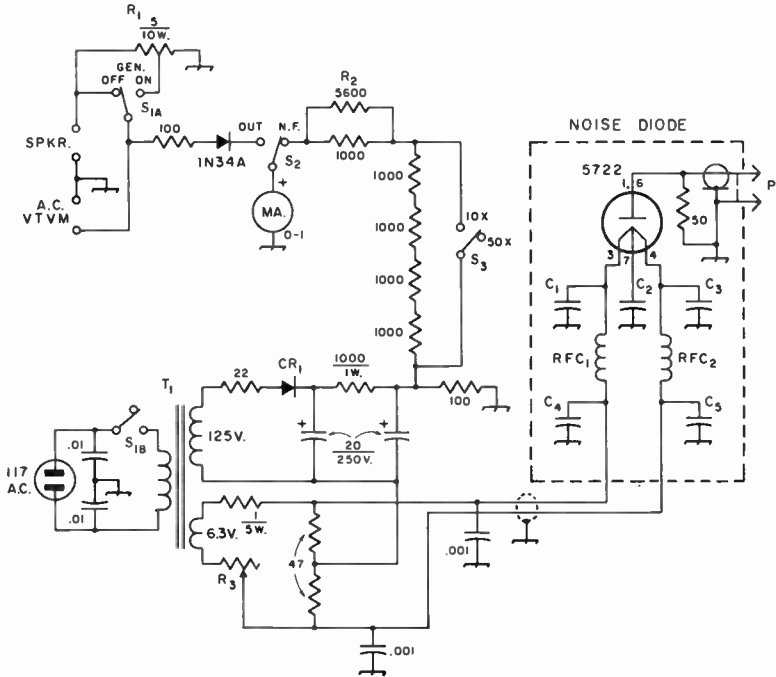 R1
5
10W.
GEN.
OFF ON
S1A
100
1N34A
OUT
N.F.
S2
R2
5600
1000
SPKR.
A.C.
VTVM
+
MA.
0-1
1000
1000
1000
1000
10X
50X
S3
NOISE DIODE
5722
1, 6
50
P
3
7
4
C1
C2
C3
RFC1
RFC2
C4
C5
T1
22
CR1
1000
1W.
100
125V.
+
20
250V.
+
117
A.C.
.01
.01
S1B
6.3V.
1
5W.
R3
47
.001
.001